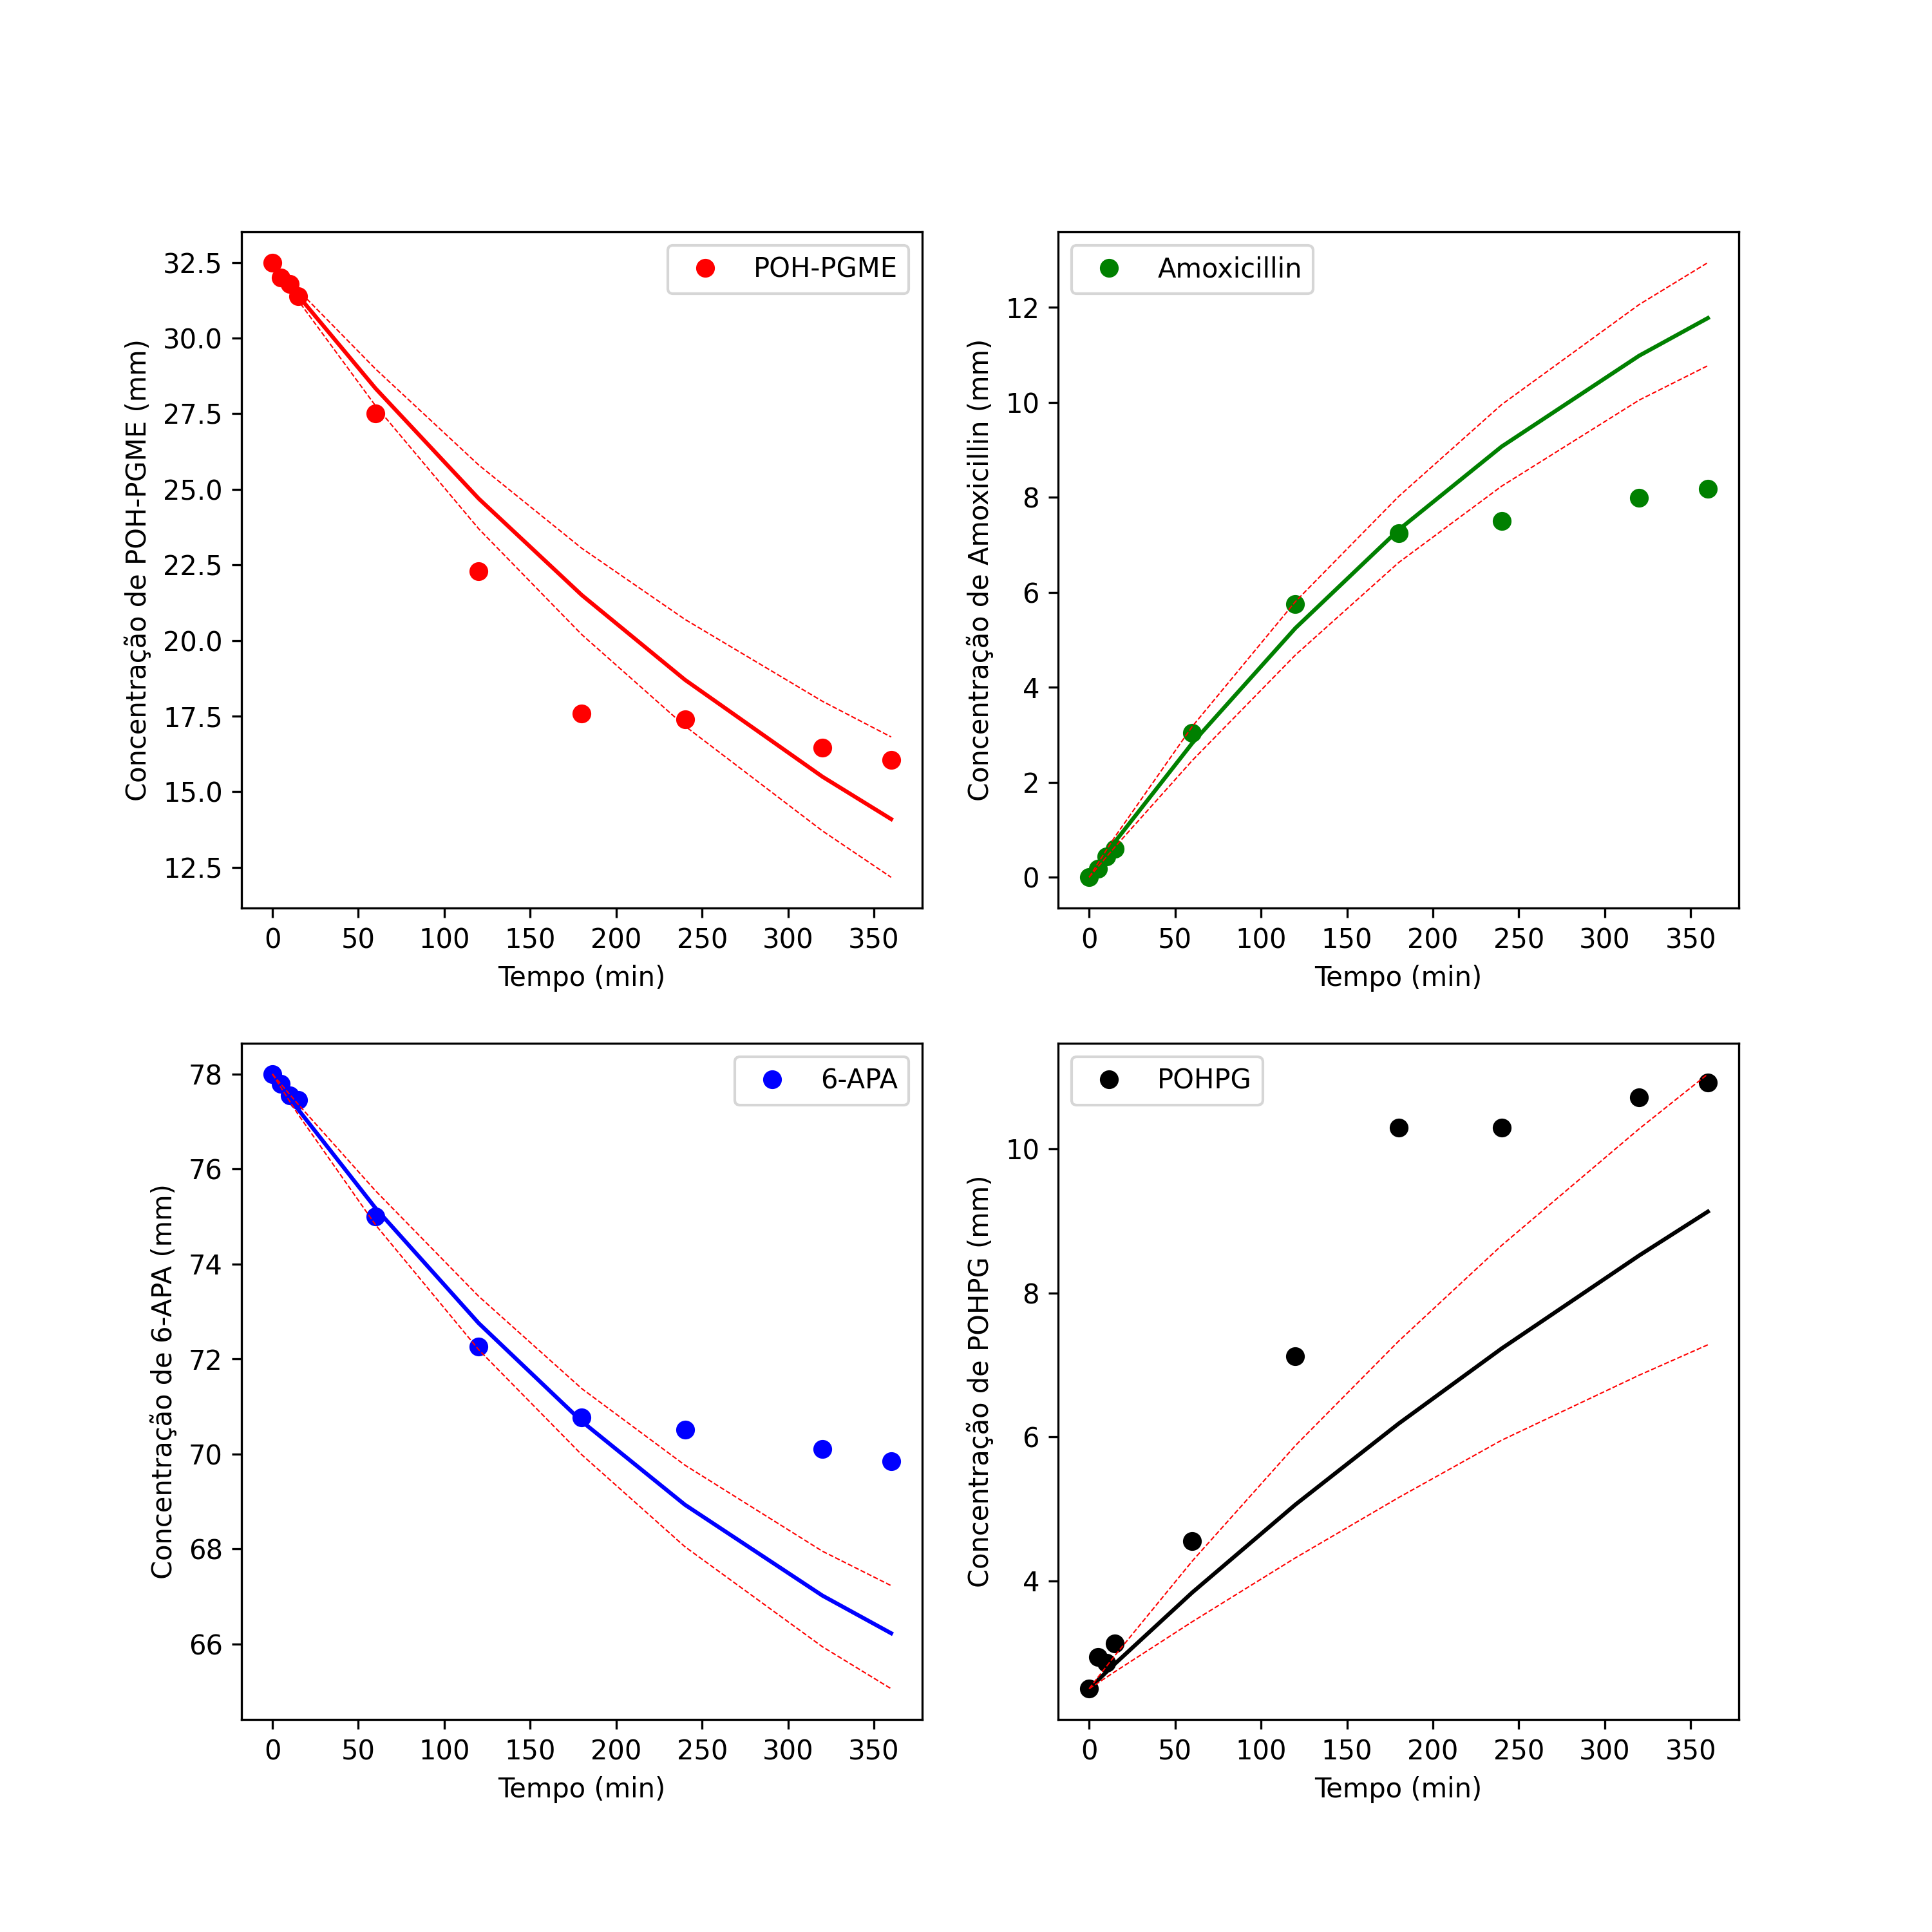 POH-PGME
Concentração de POH-PGME (mm)
32.5
30.0
27.5
25.0
22.5
20.0
17.5
15.0
12.5
0 50 100 150 200 250 300 350
Tempo (min)
Amoxicillin
Concentração de Amoxicillin (mm)
12
10
8
6
4
2
0
0 50 100 150 200 250 300 350
Tempo (min)
6-APA
Concentração de 6-APA (mm)
78
76
74
72
70
68
66
0 50 100 150 200 250 300 350
Tempo (min)
POHPG
Concentração de POHPG (mm)
10
8
6
4
0 50 100 150 200 250 300 350
Tempo (min)